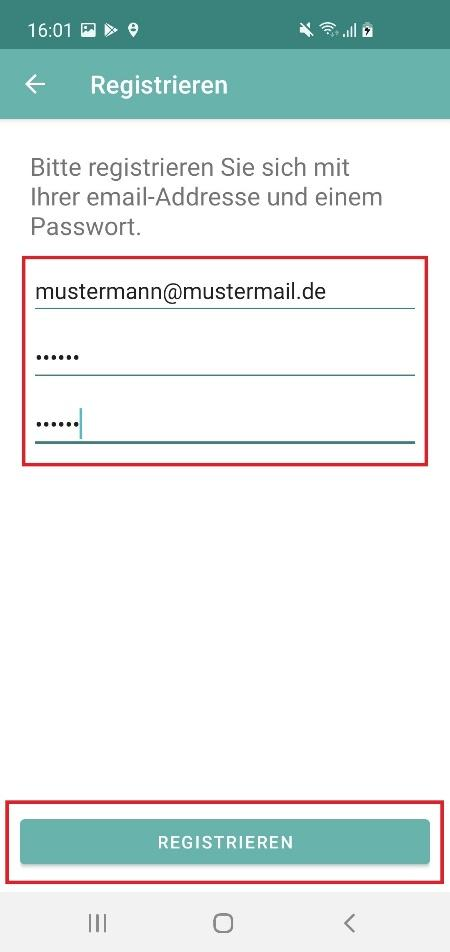 16:01
Registrieren
Bitte registrieren Sie sich mit
Ihrer email-Addresse und einem
Passwort.
mustermann@mustermail.de
••••••
••••••
REGISTRIEREN